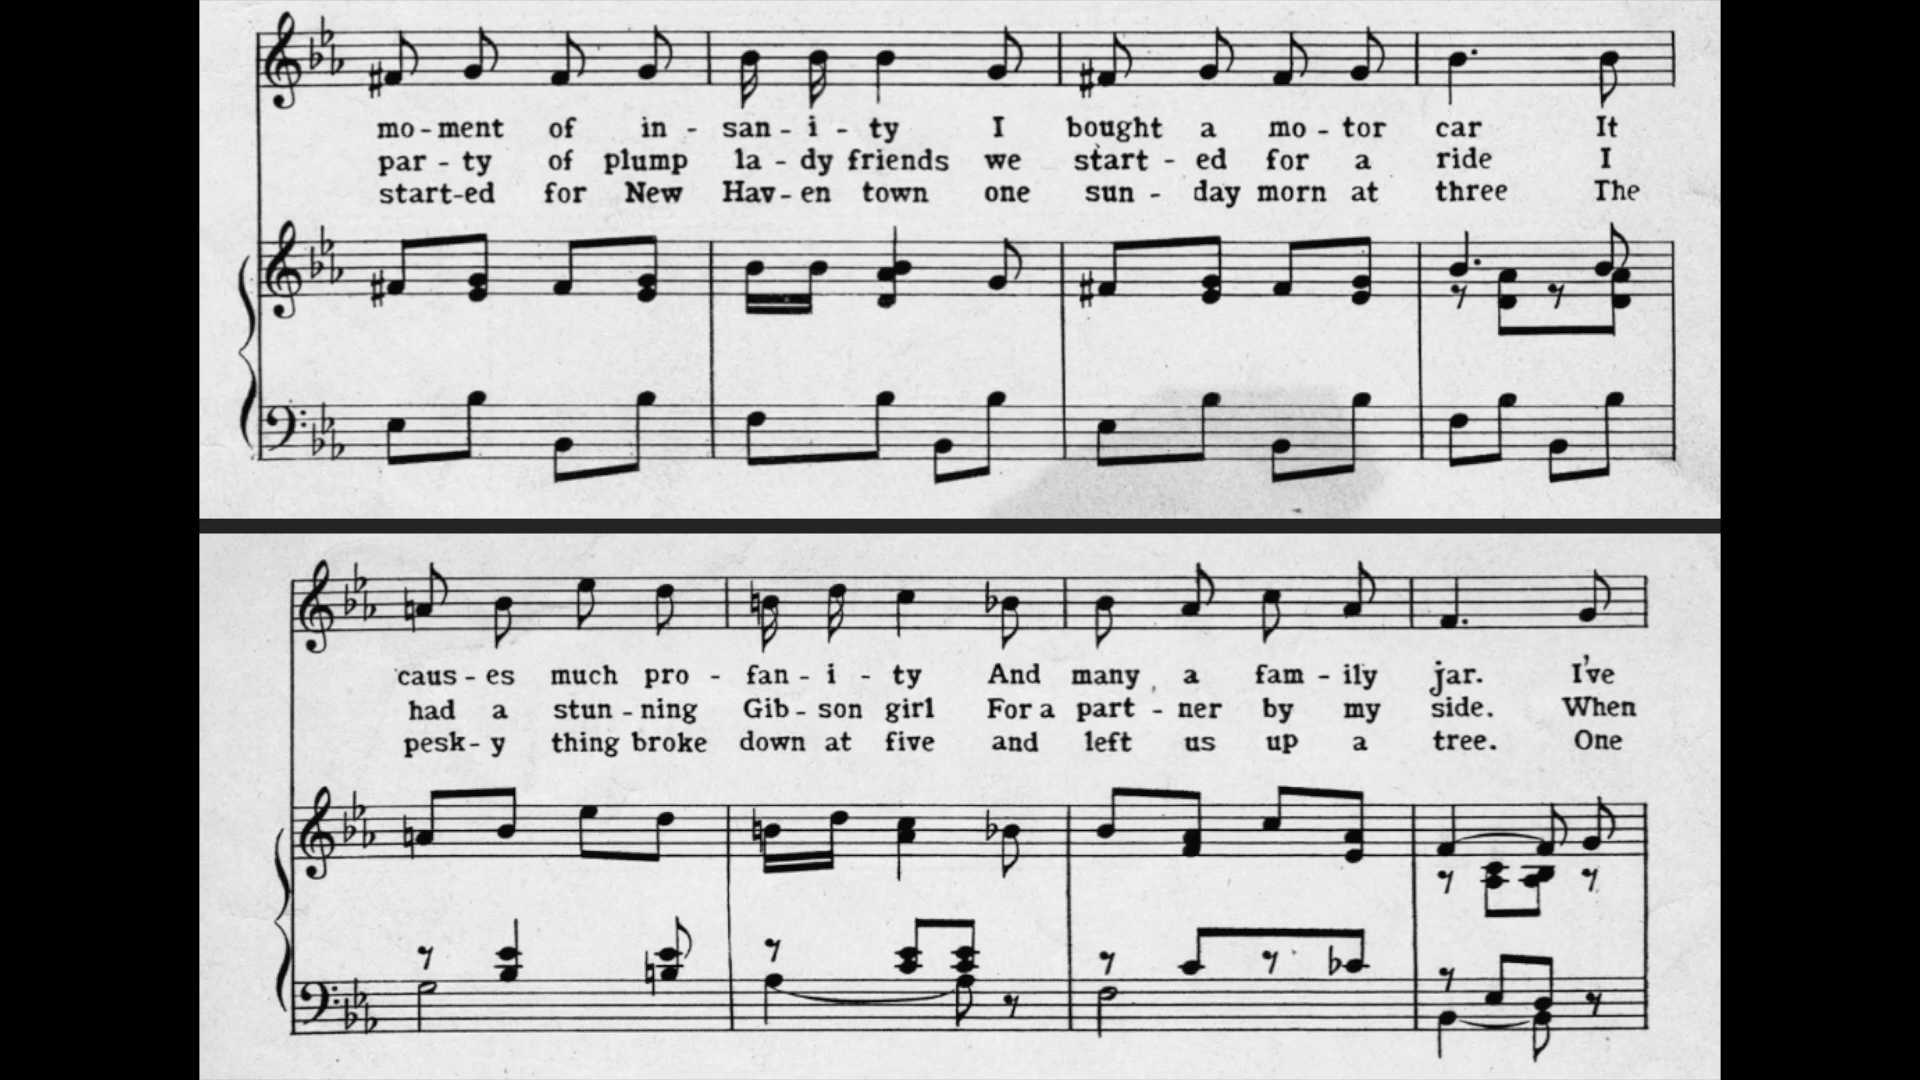 mo-ment of in - san - i - ty I bought a mo - tor car It
par - ty of plump la - dy friends we start - ed for a ride I
start-ed for New Hav - en town one sun - day morn at three The
caus - es much pro - fan - i - ty And many a fam - ily jar. I've
had a stun - ning Gib - son girl For a part - ner by my side. When
pesk - y thing broke down at five and left us up a tree. One